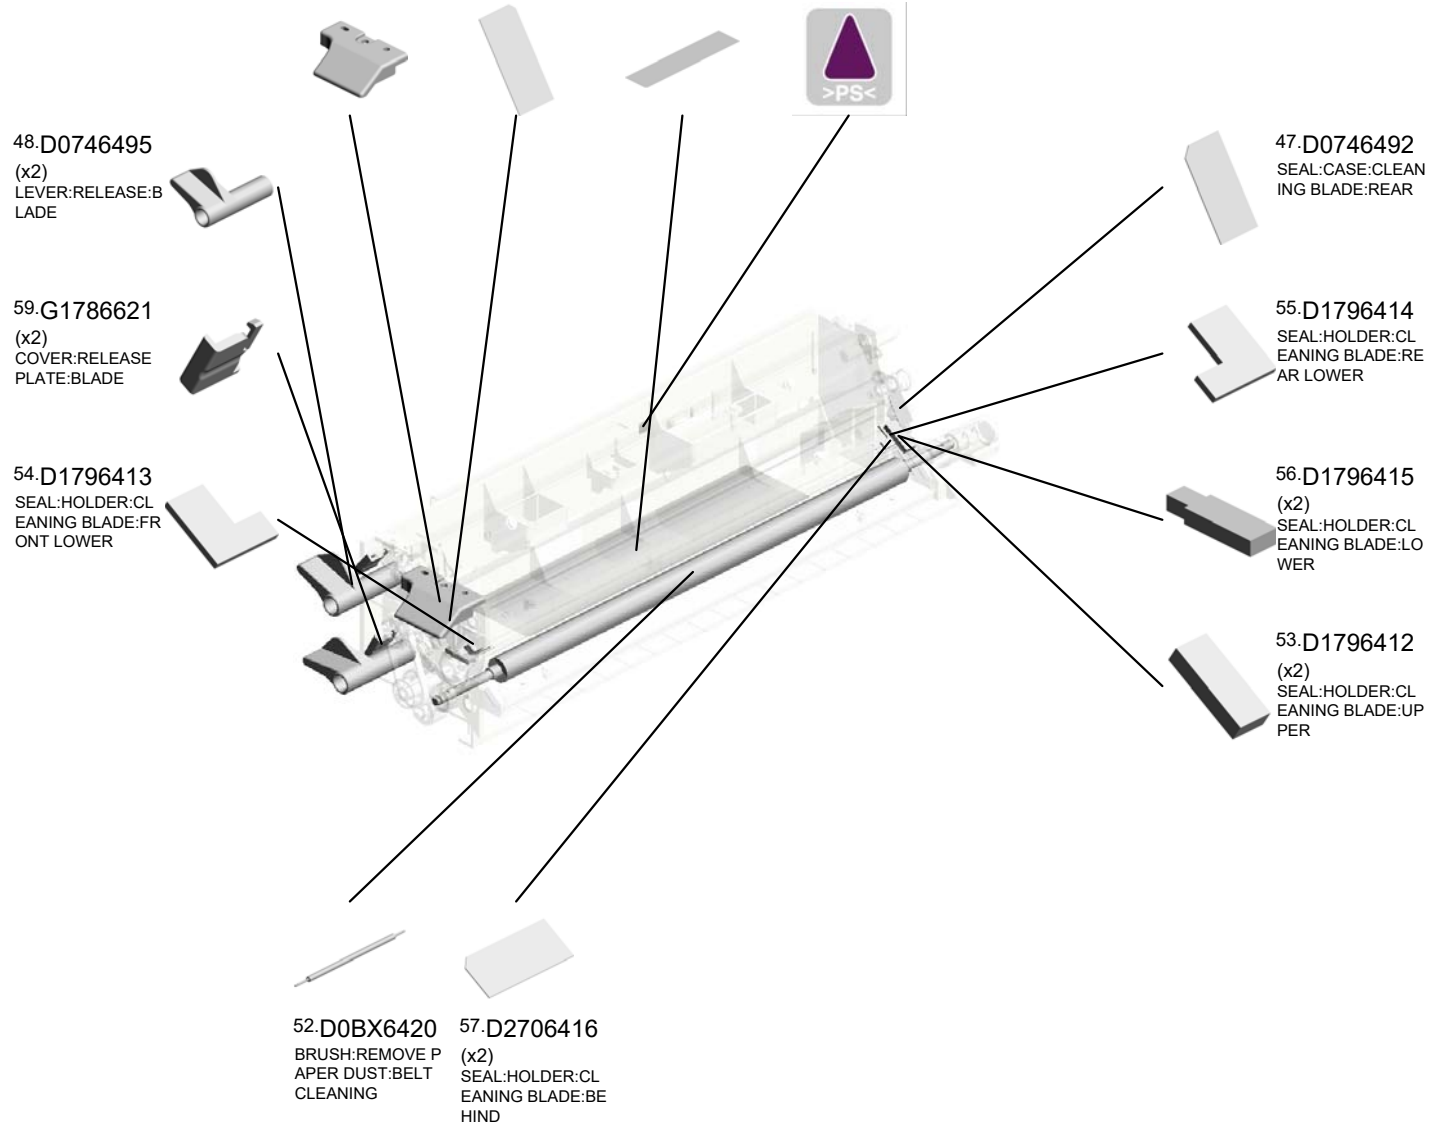 >PS<
48.D0746495
(x2)
LEVER:RELEASE:B
LADE
59.G1786621
(x2)
COVER:RELEASE
PLATE:BLADE
54.D1796413
SEAL:HOLDER:CL
EANING BLADE:FR
ONT LOWER
47.D0746492
SEAL:CASE:CLEAN
ING BLADE:REAR
55.D1796414
SEAL:HOLDER:CL
EANING BLADE:RE
AR LOWER
56.D1796415
(x2)
SEAL:HOLDER:CL
EANING BLADE:LO
WER
53.D1796412
(x2)
SEAL:HOLDER:CL
EANING BLADE:UP
PER
52.D0BX6420
BRUSH:REMOVE P
APER DUST:BELT
CLEANING
57.D2706416
(x2)
SEAL:HOLDER:CL
EANING BLADE:BE
HIND